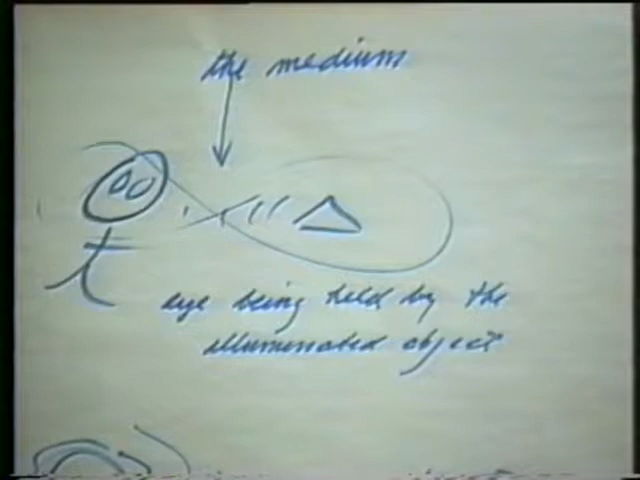 the medium
eye being held by the
illuminated object